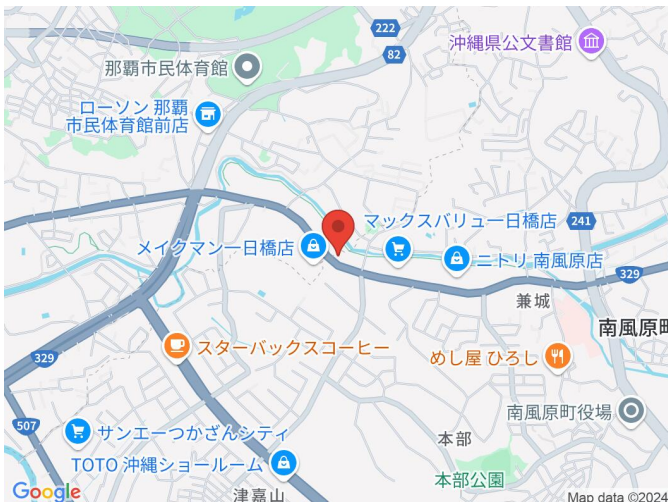 222
沖縄県公文書館
82
那覇市民体育館
ローソン 那覇
市民体育館前店
マックスバリュー日橋店
241
メイクマン一日橋店
ニトリ 南風原店
329
兼城
南風原町
329
スターバックスコーヒー
めし屋 ひろし
507
南風原町役場
サンエーつかざんシティ
本部
TOTO 沖縄ショールーム
本部公園
津嘉山
Google
Map data ©2024